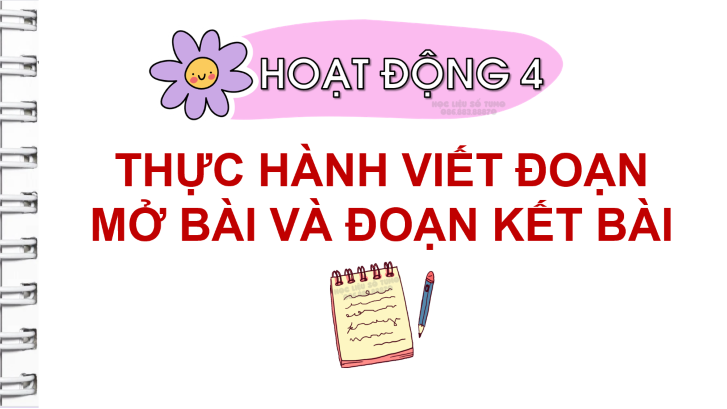 HOẠT ĐỘNG 4
THỰC HÀNH VIẾT ĐOẠN
MỞ BÀI VÀ ĐOẠN KẾT BÀI